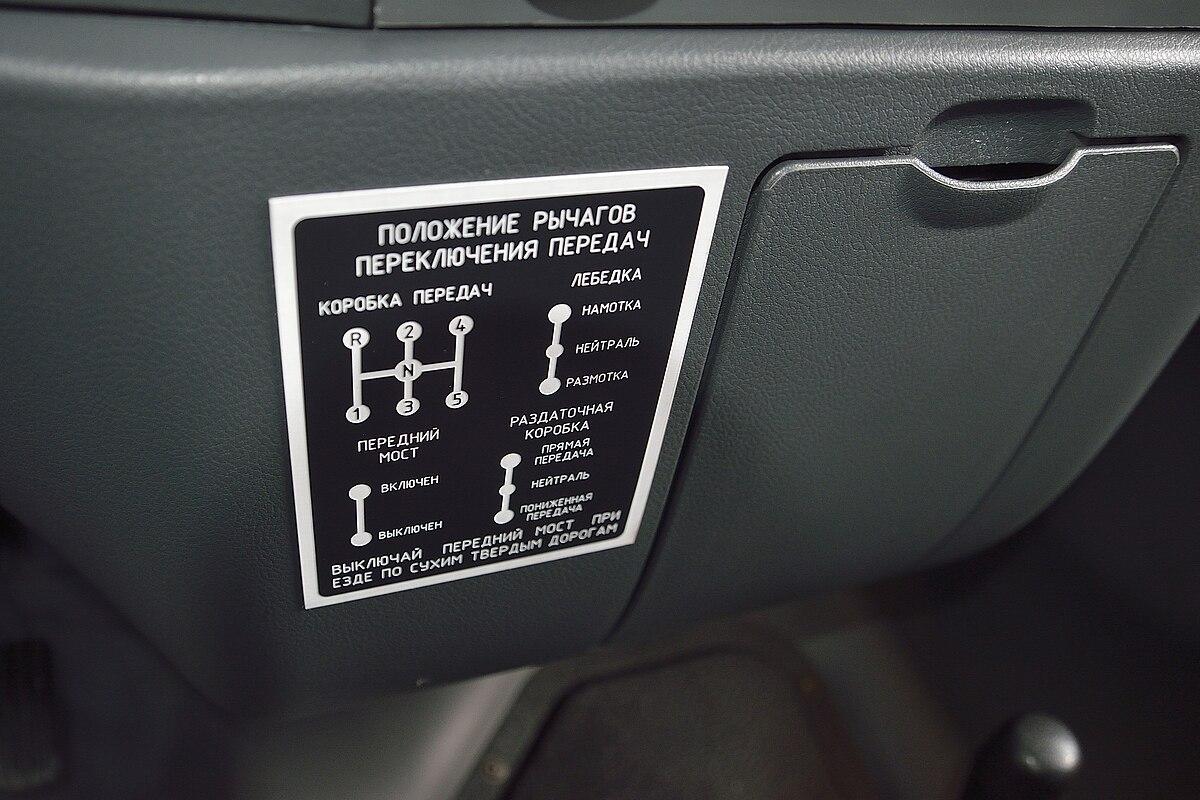 ПОЛОЖЕНИЕ РЫЧАГОВ
ПЕРЕКЛЮЧЕНИЯ ПЕРЕДАЧ
КОРОБКА ПЕРЕДАЧ
R 2 4
N
1 3 5
ЛЕБЕДКА
НАМОТКА
НЕЙТРАЛЬ
РАЗМОТКА
ПЕРЕДНИЙ
МОСТ
ВКЛЮЧЕН
ВЫКЛЮЧЕН
РАЗДАТОЧНАЯ
КОРОБКА
ПРЯМАЯ
ПЕРЕДАЧА
НЕЙТРАЛЬ
ПОНИЖЕННАЯ
ПЕРЕДАЧА
ВЫКЛЮЧАЙ ПЕРЕДНИЙ МОСТ ПРИ
ЕЗДЕ ПО СУХИМ ТВЕРДЫМ ДОРОГАМ